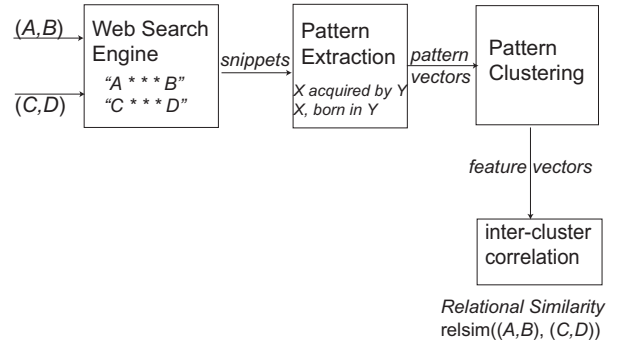 (A,B)
(C,D)
Web Search
Engine
“A * * * B”
“C * * * D”
snippets
Pattern
Extraction
X acquired by Y
X, born in Y
pattern
vectors
Pattern
Clustering
feature vectors
inter-cluster
correlation
Relational Similarity
relsim((A,B), (C,D))